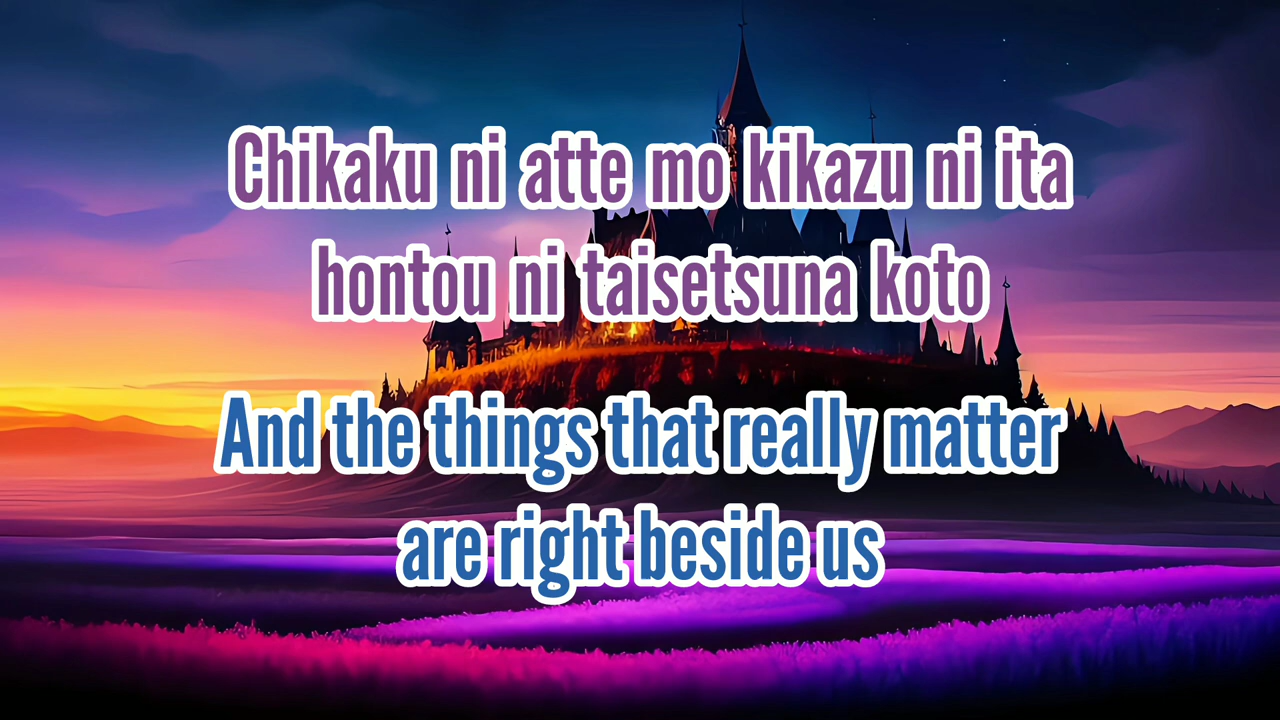 Chikaku ni atte mo kikazu ni ita
hontou ni taisetsuna koto
And the things that really matter
are right beside us